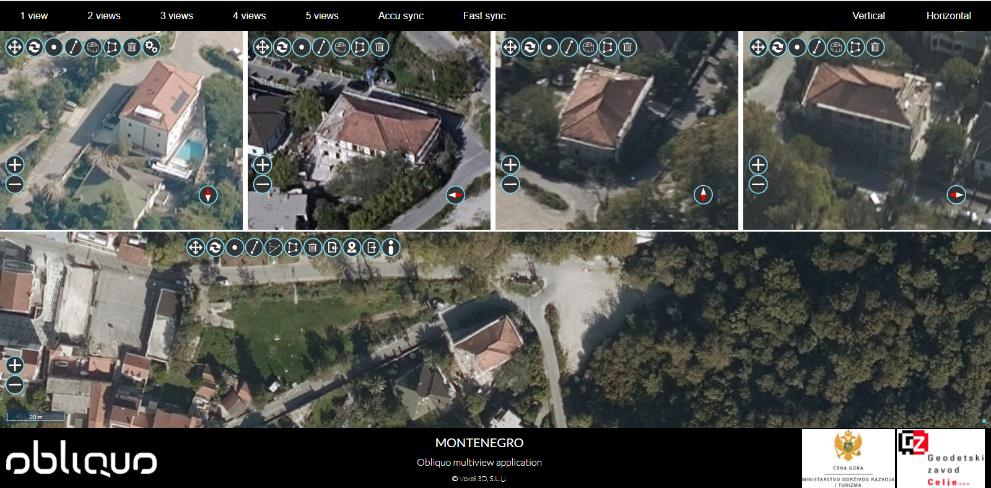 1 view 2 views 3 views 4 views 5 views Accu sync Fast sync Vertical Horizontal
20 m
obliquo
MONTENEGRO
Obliquo multiview application
© Voxel 3D, S.L.U.
CRNA GORA
MINISTARSTVO ODRŽIVOG RAZVOJA
I TURIZMA
GZ
Geodetski
zavod
Celje d.o.o.